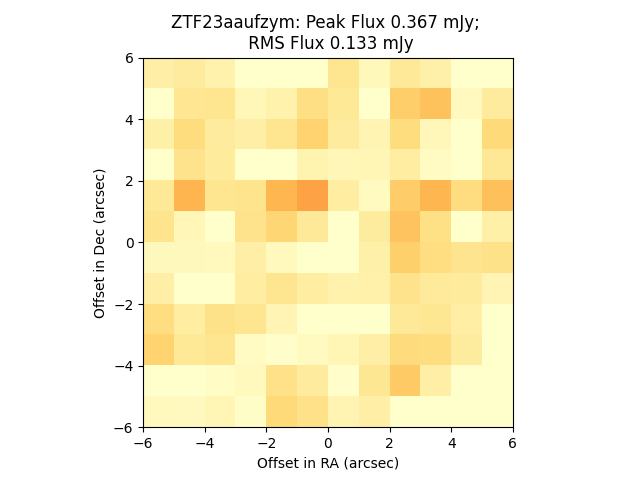 ZTF23aaufzym: Peak Flux 0.367 mJy;
RMS Flux 0.133 mJy
6
4
2
0
−2
−4
−6
Offset in Dec (arcsec)
−6 −4 −2 0 2 4 6
Offset in RA (arcsec)